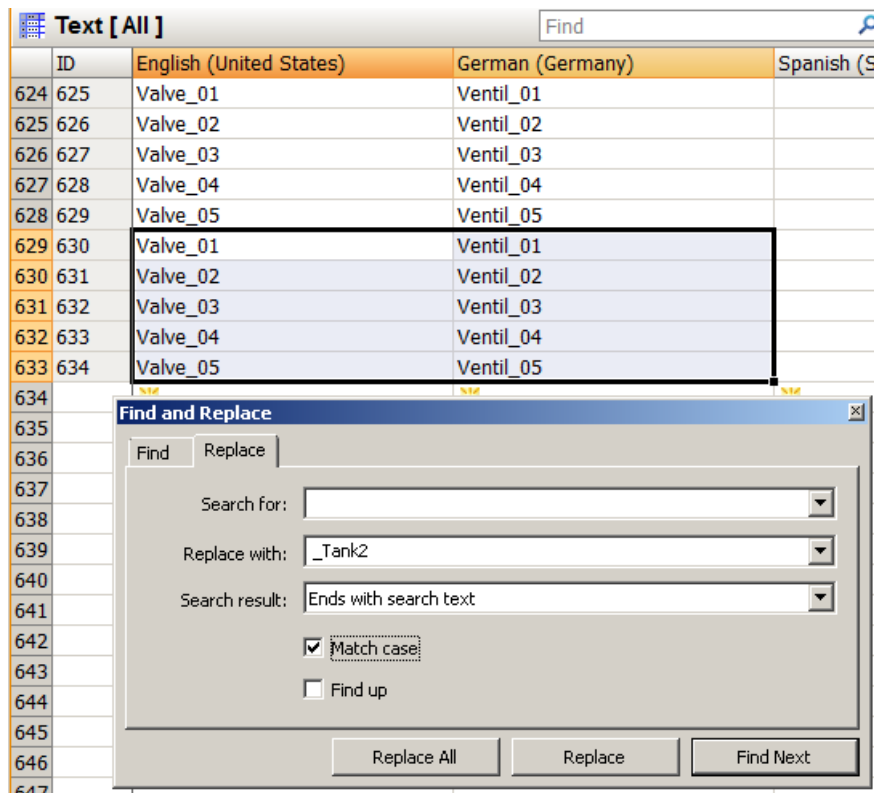 Text [ All ] Find
ID English (United States) German (Germany) Spanish (S
624 625 Valve_01 Ventil_01
625 626 Valve_02 Ventil_02
626 627 Valve_03 Ventil_03
627 628 Valve_04 Ventil_04
628 629 Valve_05 Ventil_05
629 630 Valve_01 Ventil_01
630 631 Valve_02 Ventil_02
631 632 Valve_03 Ventil_03
632 633 Valve_04 Ventil_04
633 634 Valve_05 Ventil_05
634
Find and Replace
635
Find Replace
636
637
Search for:
638
639
Replace with: _Tank2
640
Search result: Ends with search text
641
642
Match case
643
Find up
644
645
Replace All Replace Find Next
646
647